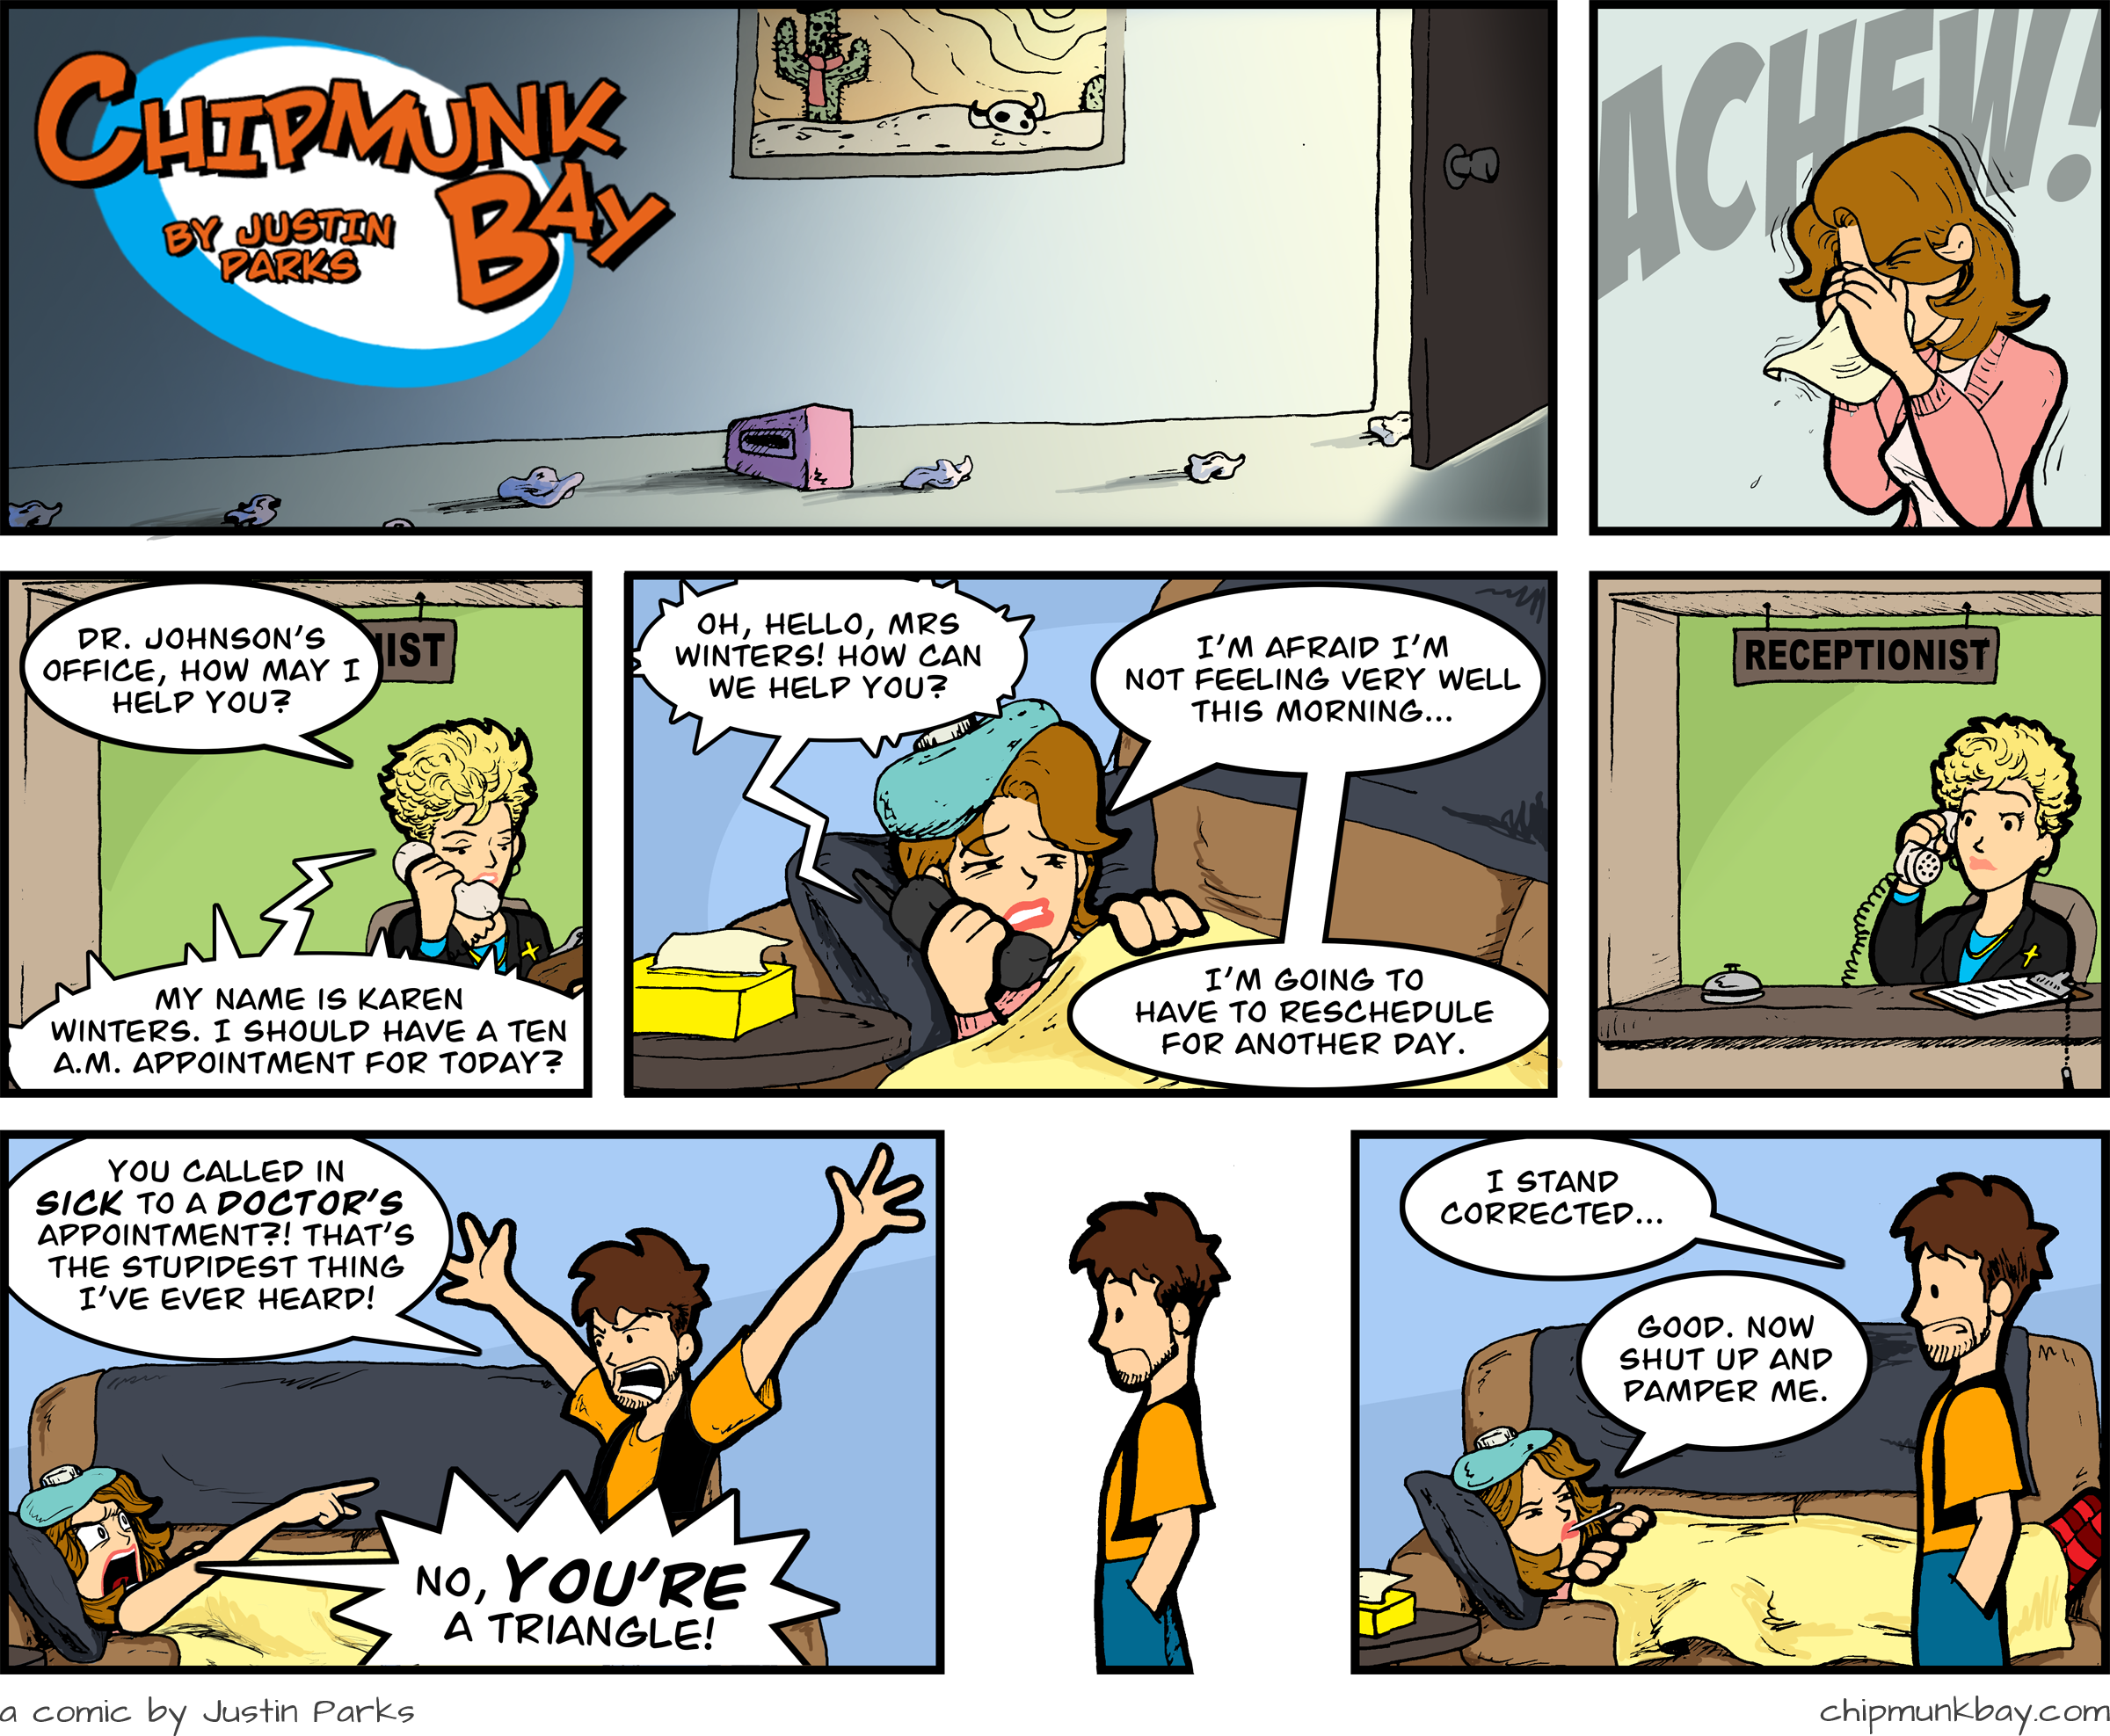 CHIPMUNK
BAY
BY JUSTIN
PARKS
ACHEW!
DR. JOHNSON'S
OFFICE, HOW MAY I
HELP YOU?
IST
MY NAME IS KAREN
WINTERS. I SHOULD HAVE A TEN
A.M. APPOINTMENT FOR TODAY?
OH, HELLO, MRS
WINTERS! HOW CAN
WE HELP YOU?
I'M AFRAID I'M
NOT FEELING VERY WELL
THIS MORNING...
I'M GOING TO
HAVE TO RESCHEDULE
FOR ANOTHER DAY.
RECEPTIONIST
YOU CALLED IN
SICK TO A DOCTOR'S
APPOINTMENT?! THAT'S
THE STUPIDEST THING
I'VE EVER HEARD!
NO, YOU'RE
A TRIANGLE!
I STAND
CORRECTED...
GOOD. NOW
SHUT UP AND
PAMPER ME.
a comic by Justin Parks
chipmunkbay.com